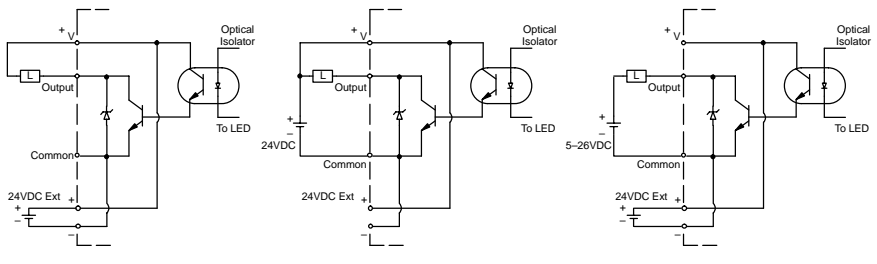 + V
Optical
Isolator
L
Output
+
–
To LED
Common
24VDC Ext
+
+
–
–
+ V
Optical
Isolator
L
Output
+
–
24VDC
To LED
Common
24VDC Ext
+
–
+ V
Optical
Isolator
L
Output
+
–
5–26VDC
To LED
Common
24VDC Ext
+
+
–
–